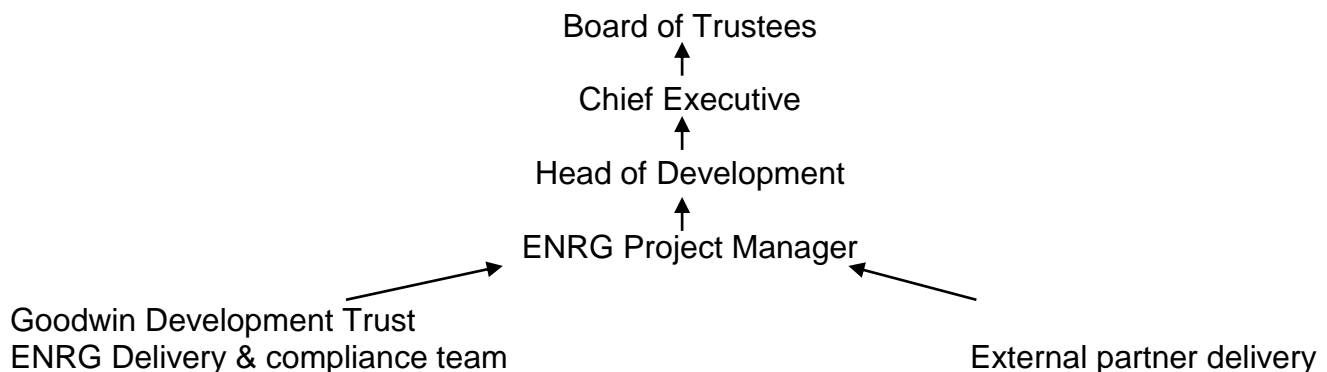 Board of Trustees
Chief Executive
Head of Development
ENRG Project Manager
Goodwin Development Trust
ENRG Delivery & compliance team
External partner delivery